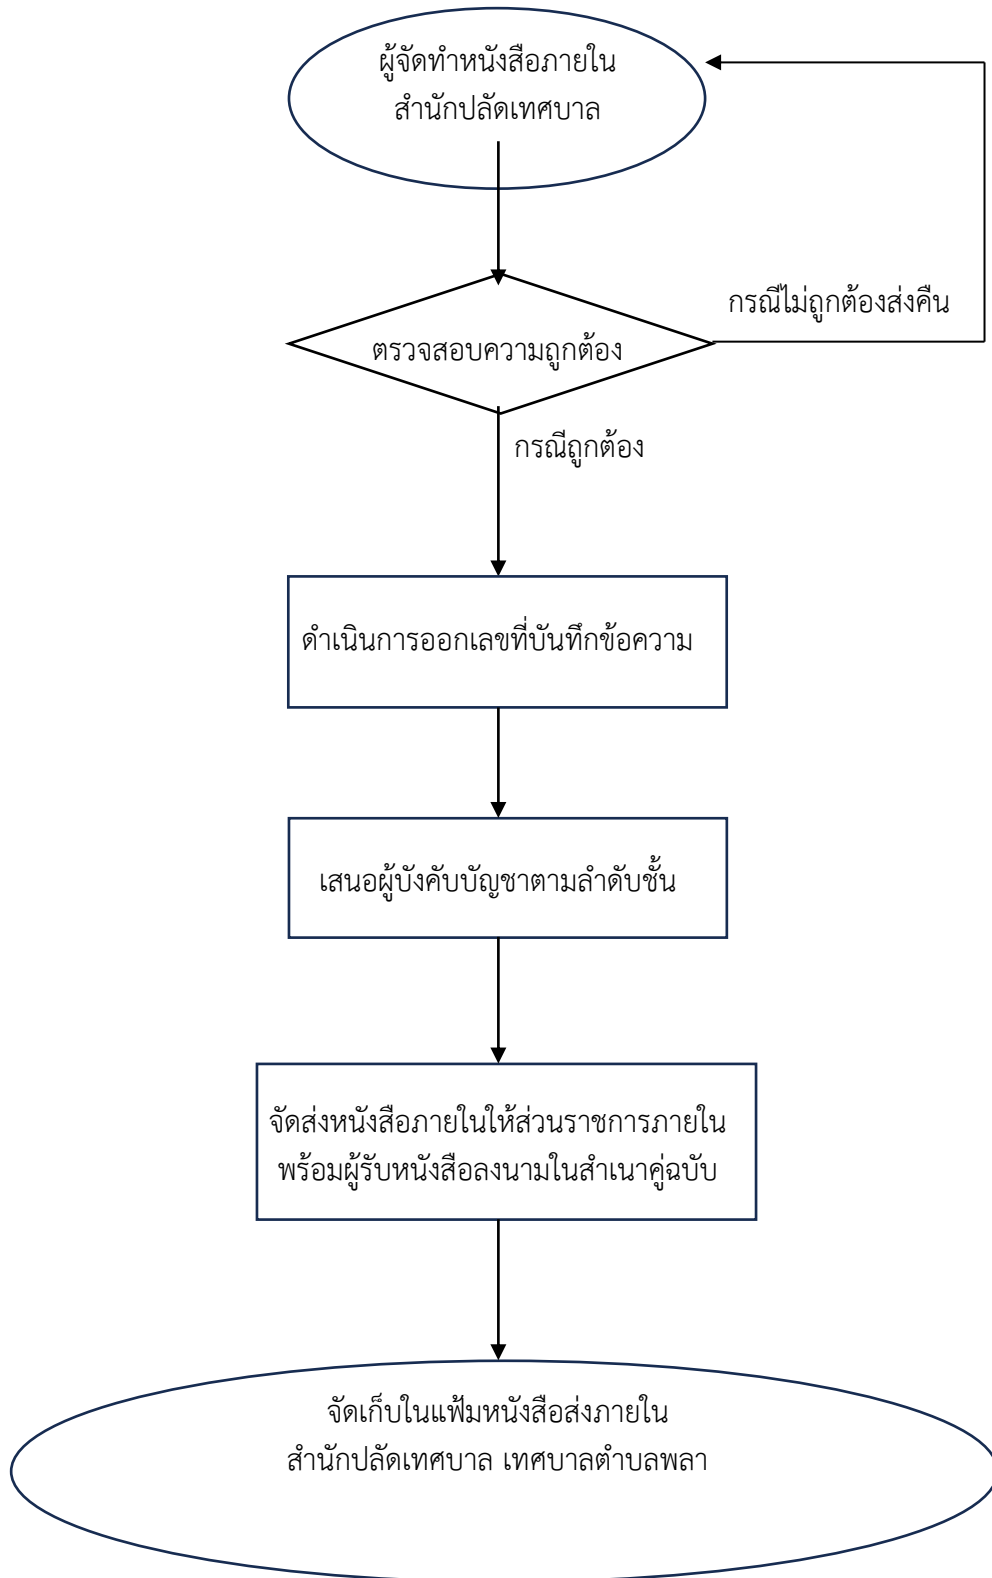 ผู้จัดทำหนังสือภายใน
สำนักปลัดเทศบาล
กรณีไม่ถูกต้องส่งคืน
ตรวจสอบความถูกต้อง
กรณีถูกต้อง
ดำเนินการออกเลขที่บันทึกข้อความ
เสนอผู้บังคับบัญชาตามลำดับชั้น
จัดส่งหนังสือภายในให้ส่วนราชการภายใน
พร้อมผู้รับหนังสือลงนามในสำเนาคู่ฉบับ
จัดเก็บในแฟ้มหนังสือส่งภายใน
สำนักปลัดเทศบาล เทศบาลตำบลพลา